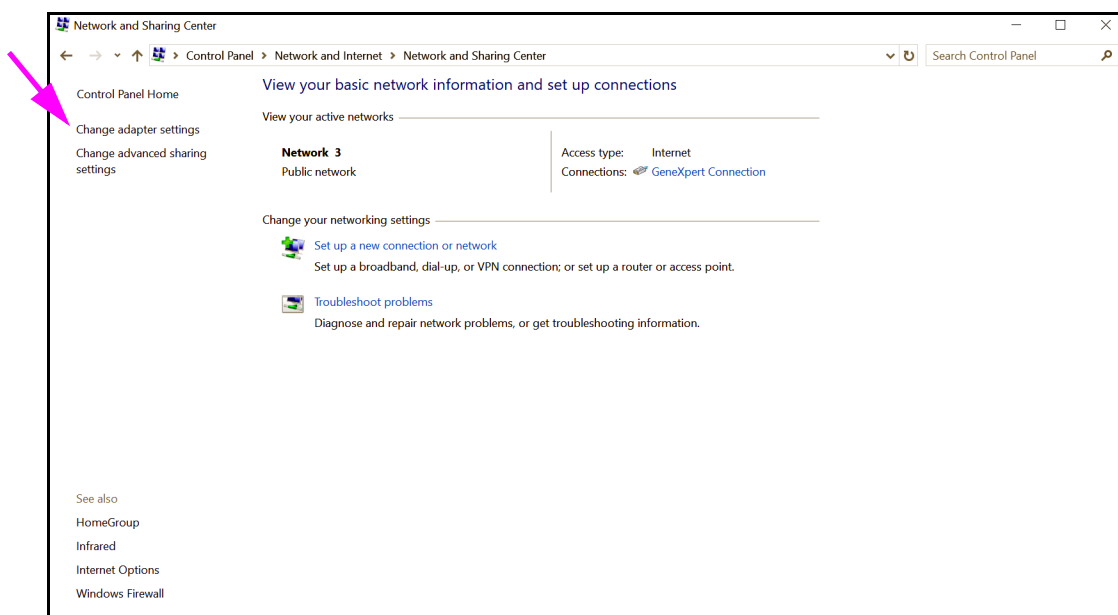 Network and Sharing Center
Control Panel > Network and Internet > Network and Sharing Center
Search Control Panel
Control Panel Home
Change adapter settings
Change advanced sharing
settings
View your basic network information and set up connections
View your active networks
Network 3
Public network
Access type: Internet
Connections: GeneXpert Connection
Change your networking settings
Set up a new connection or network
Set up a broadband, dial-up, or VPN connection; or set up a router or access point.
Troubleshoot problems
Diagnose and repair network problems, or get troubleshooting information.
See also
HomeGroup
Infrared
Internet Options
Windows Firewall